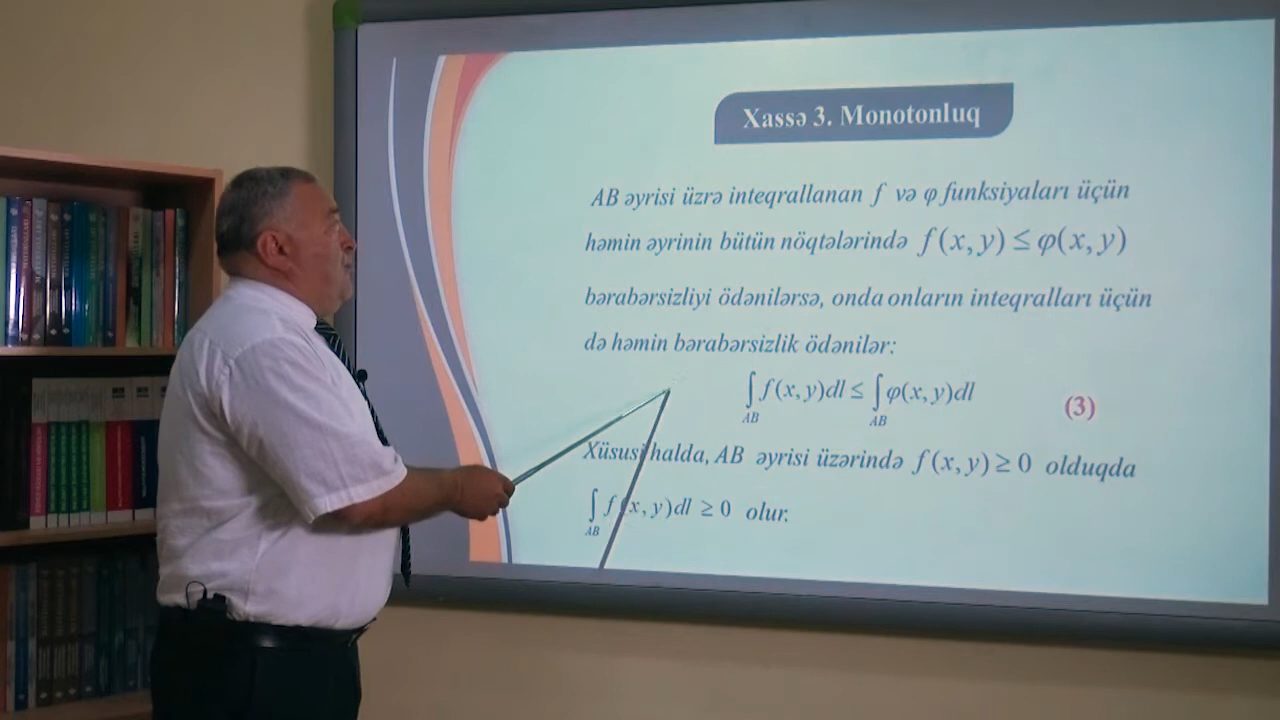 Xassə 3. Monotonluq
AB əyrisi üzrə inteqrallanan f və φ funksiyaları üçün
həmin əyrinin bütün nöqtələrində f(x, y) ≤ φ(x, y)
bərabərsizliyi ödənilərsə, onda onların inteqralları üçün
də həmin bərabərsizlik ödənilər:
∫_{AB} f(x, y)dl ≤ ∫_{AB} φ(x, y)dl (3)
Xüsusi halda, AB əyrisi üzərində f(x, y) ≥ 0 olduqda
∫_{AB} f(x, y)dl ≥ 0 olur.